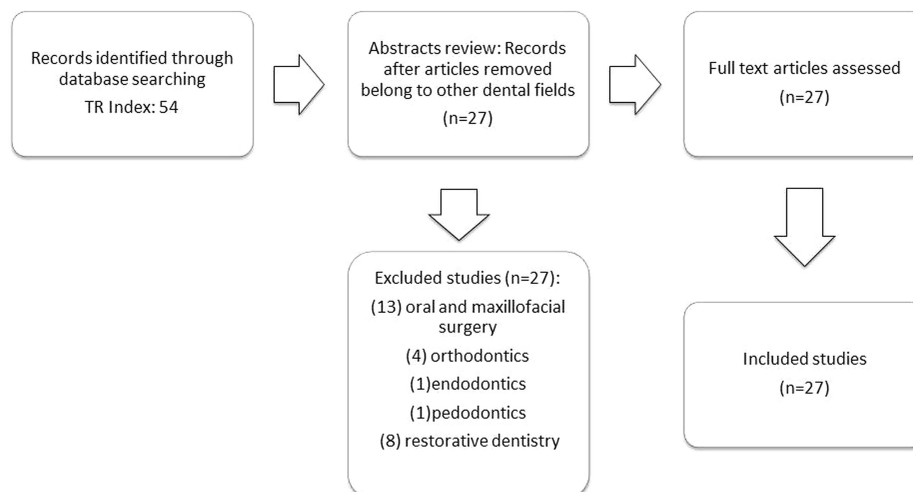 Records identified through
database searching
TR Index: 54
Abstracts review: Records
after articles removed
belong to other dental fields
(n=27)
Full text articles assessed
(n=27)
Excluded studies (n=27):
(13) oral and maxillofacial
surgery
(4) orthodontics
(1)endodontics
(1)pedodontics
(8) restorative dentistry
Included studies
(n=27)